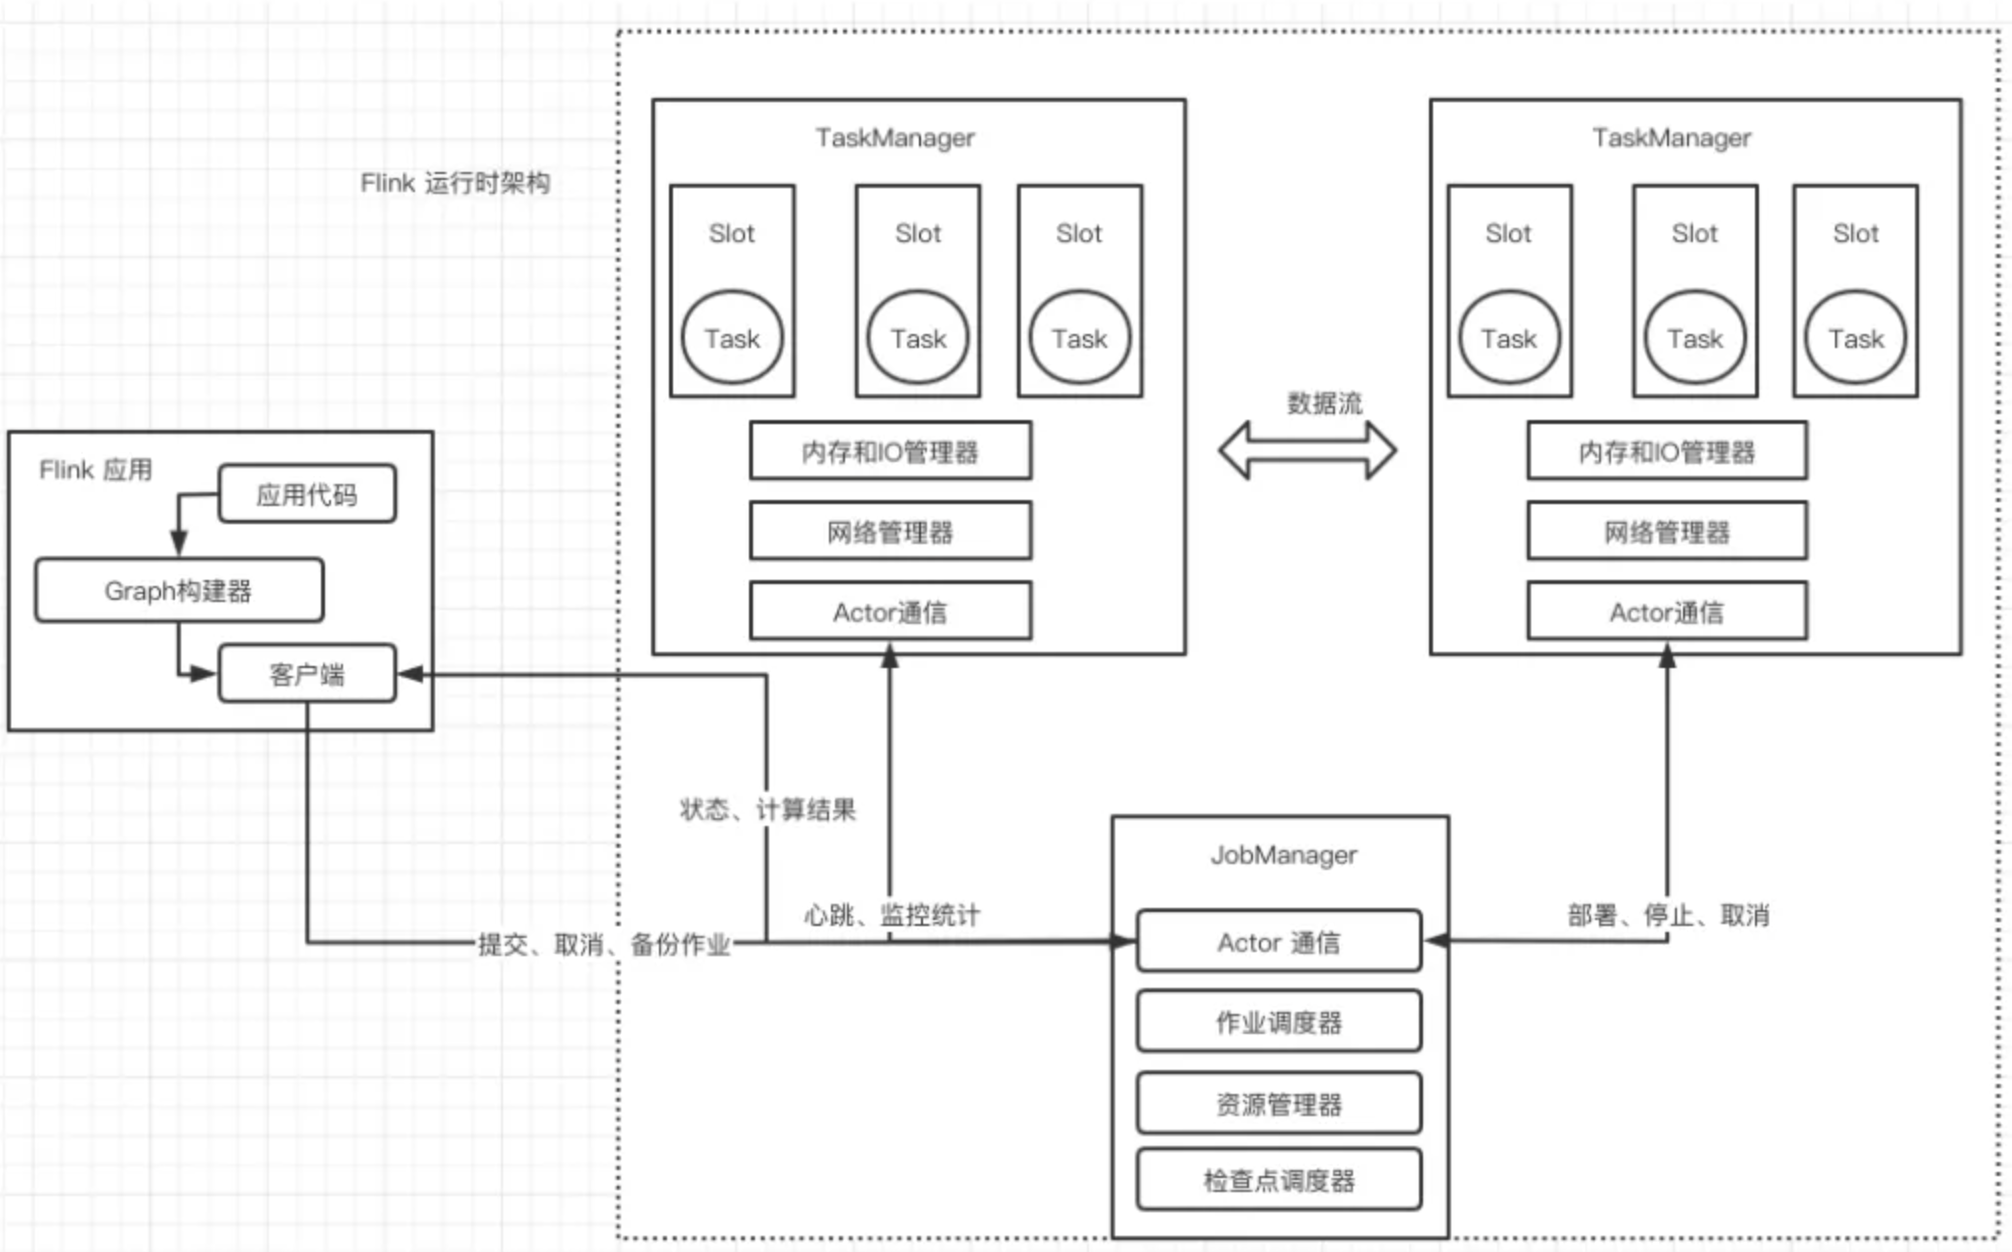 Flink 运行时架构
Flink 应用
应用代码
Graph构建器
客户端
TaskManager
Slot
Slot
Slot
Task
Task
Task
内存和IO管理器
网络管理器
Actor通信
数据流
TaskManager
Slot
Slot
Slot
Task
Task
Task
内存和IO管理器
网络管理器
Actor通信
状态、计算结果
心跳、监控统计
提交、取消、备份作业
部署、停止、取消
JobManager
Actor 通信
作业调度器
资源管理器
检查点调度器